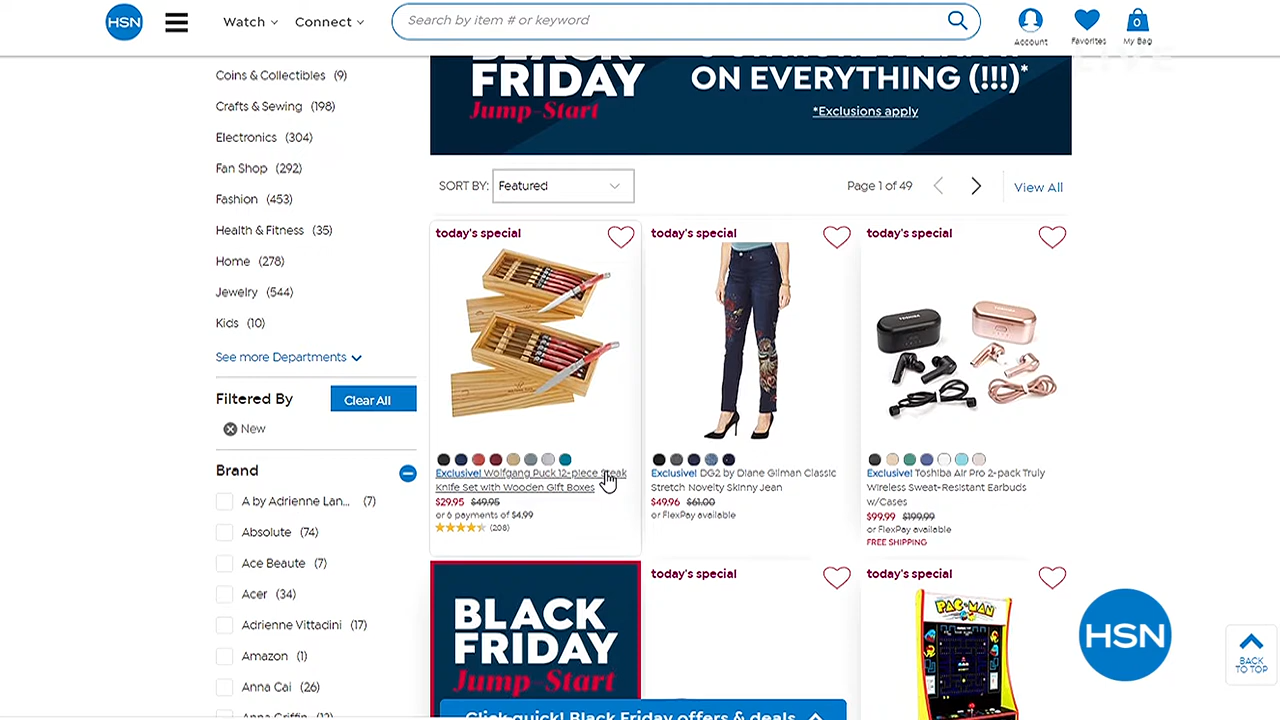 HSN
Watch
Connect
Search by item # or keyword
Account
Favorites
0
My Bag
Coins & Collectibles (9)
Crafts & Sewing (198)
Electronics (304)
Fan Shop (292)
Fashion (453)
Health & Fitness (35)
Home (278)
Jewelry (544)
Kids (10)
See more Departments
Filtered By
Clear All
New
Brand
A by Adrienne Lan... (7)
Absolute (74)
Ace Beaute (7)
Acer (34)
Adrienne Vittadini (17)
Amazon (1)
Anna Cai (26)
BLACK
FRIDAY
Jump-Start
ON EVERYTHING (!!!)*
*Exclusions apply
SORT BY: Featured
Page 1 of 49
View All
today's special
Exclusive! Wolfgang Puck 12-piece Steak
Knife Set with Wooden Gift Boxes
$29.95 $49.95
or 6 payments of $4.99
(208)
today's special
Exclusive! DG2 by Diane Gilman Classic
Stretch Novelty Skinny Jean
$49.96 $61.00
or FlexPay available
today's special
TOSHIBA
Exclusive! Toshiba Air Pro 2-pack Truly
Wireless Sweat-Resistant Earbuds
w/Cases
$99.99 $199.99
or FlexPay available
FREE SHIPPING
BLACK
FRIDAY
Jump-Start
today's special
today's special
PAC-MAN
Click quick! Black Friday offers & deals
HSN
BACK
TO TOP